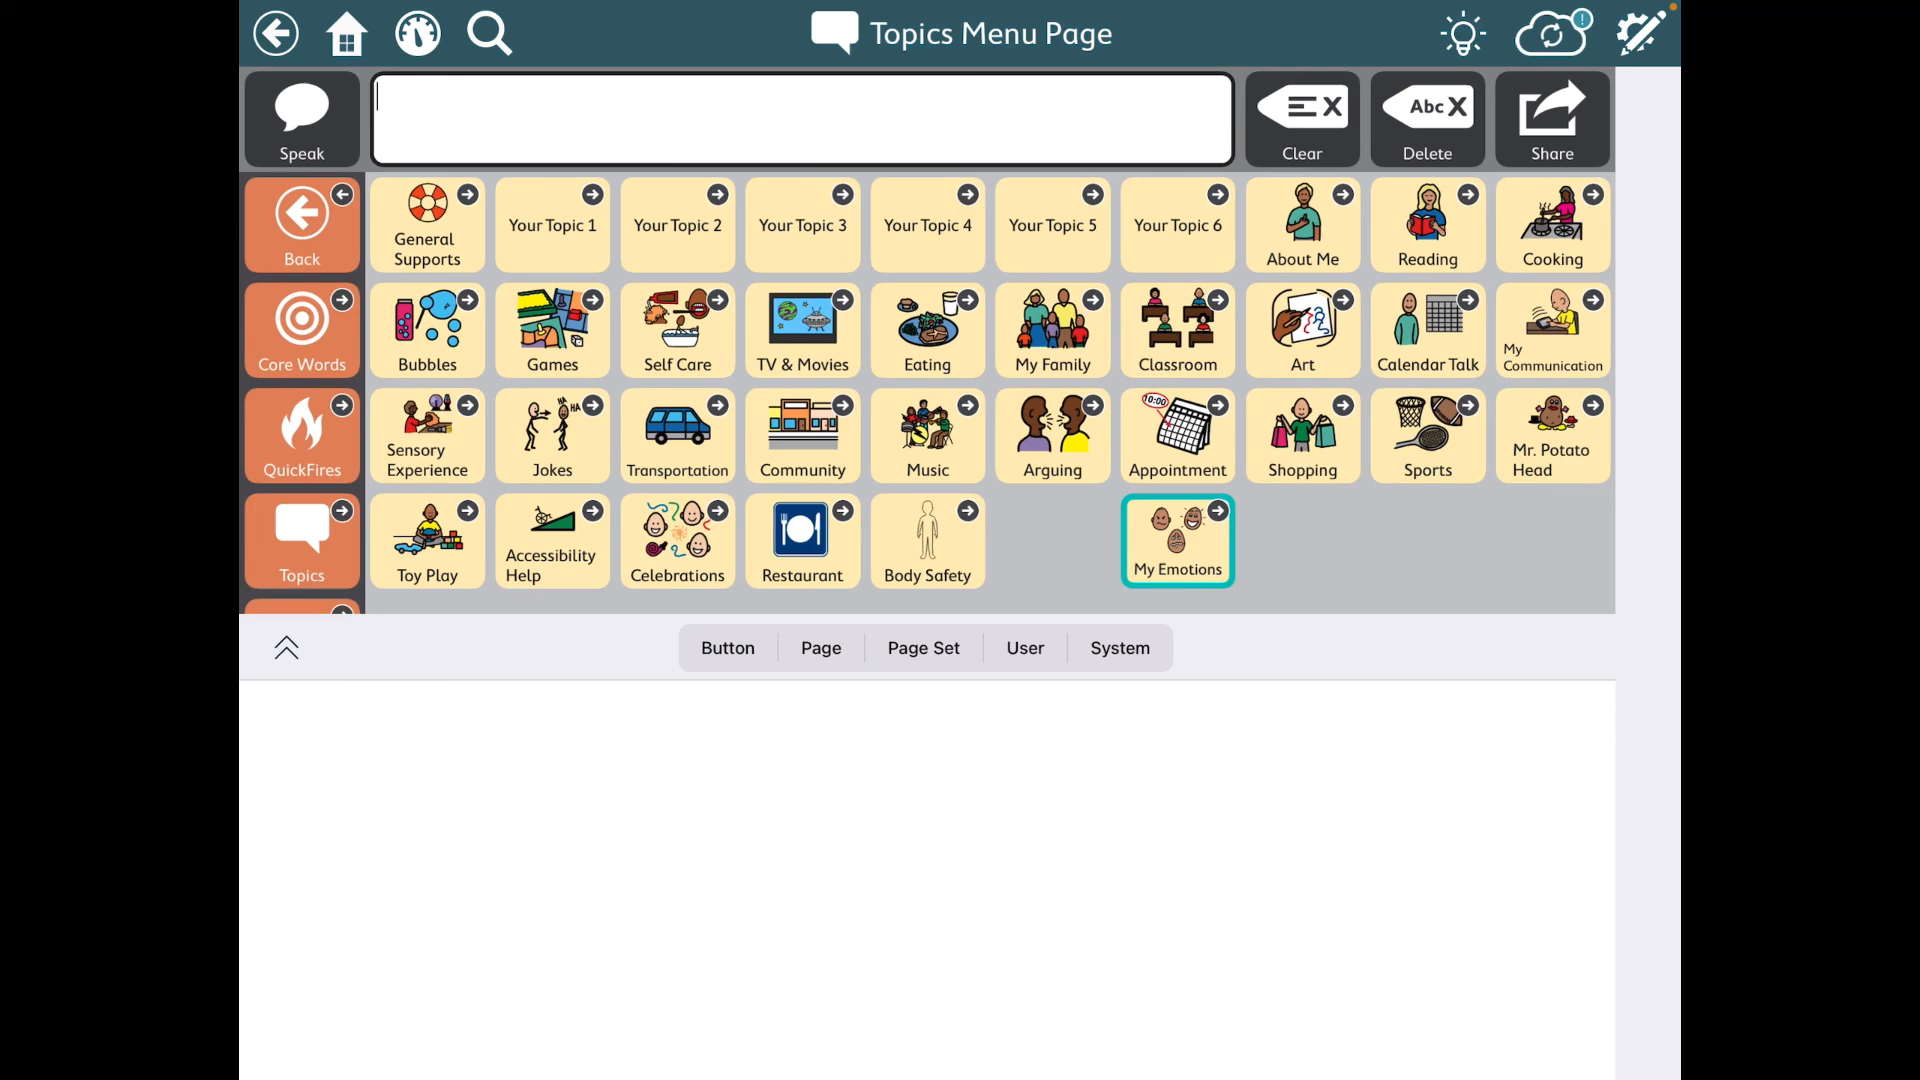 Topics Menu Page
!
Speak
X
Clear
Abc X
Delete
Share
Back
General
Supports
Your Topic 1
Your Topic 2
Your Topic 3
Your Topic 4
Your Topic 5
Your Topic 6
About Me
Reading
Cooking
Core Words
Bubbles
Games
Self Care
TV & Movies
Eating
My Family
Classroom
Art
Calendar Talk
My
Communication
QuickFires
Sensory
Experience
HA
HA
Jokes
Transportation
Community
Music
Arguing
10:00
Appointment
Shopping
Sports
Mr. Potato
Head
Topics
Toy Play
Accessibility
Help
Celebrations
Restaurant
Body Safety
My Emotions
Button
Page
Page Set
User
System